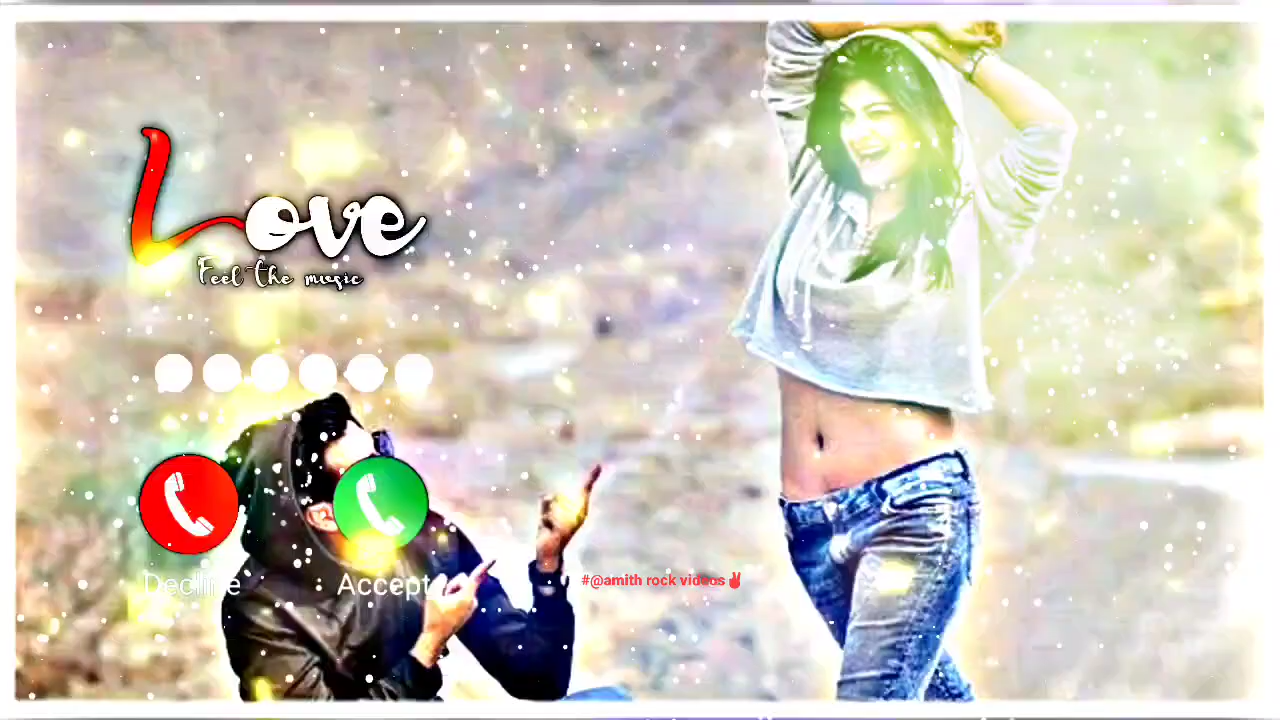 Love
Feel The music
Decline
Accept
#@amith rock videos✌